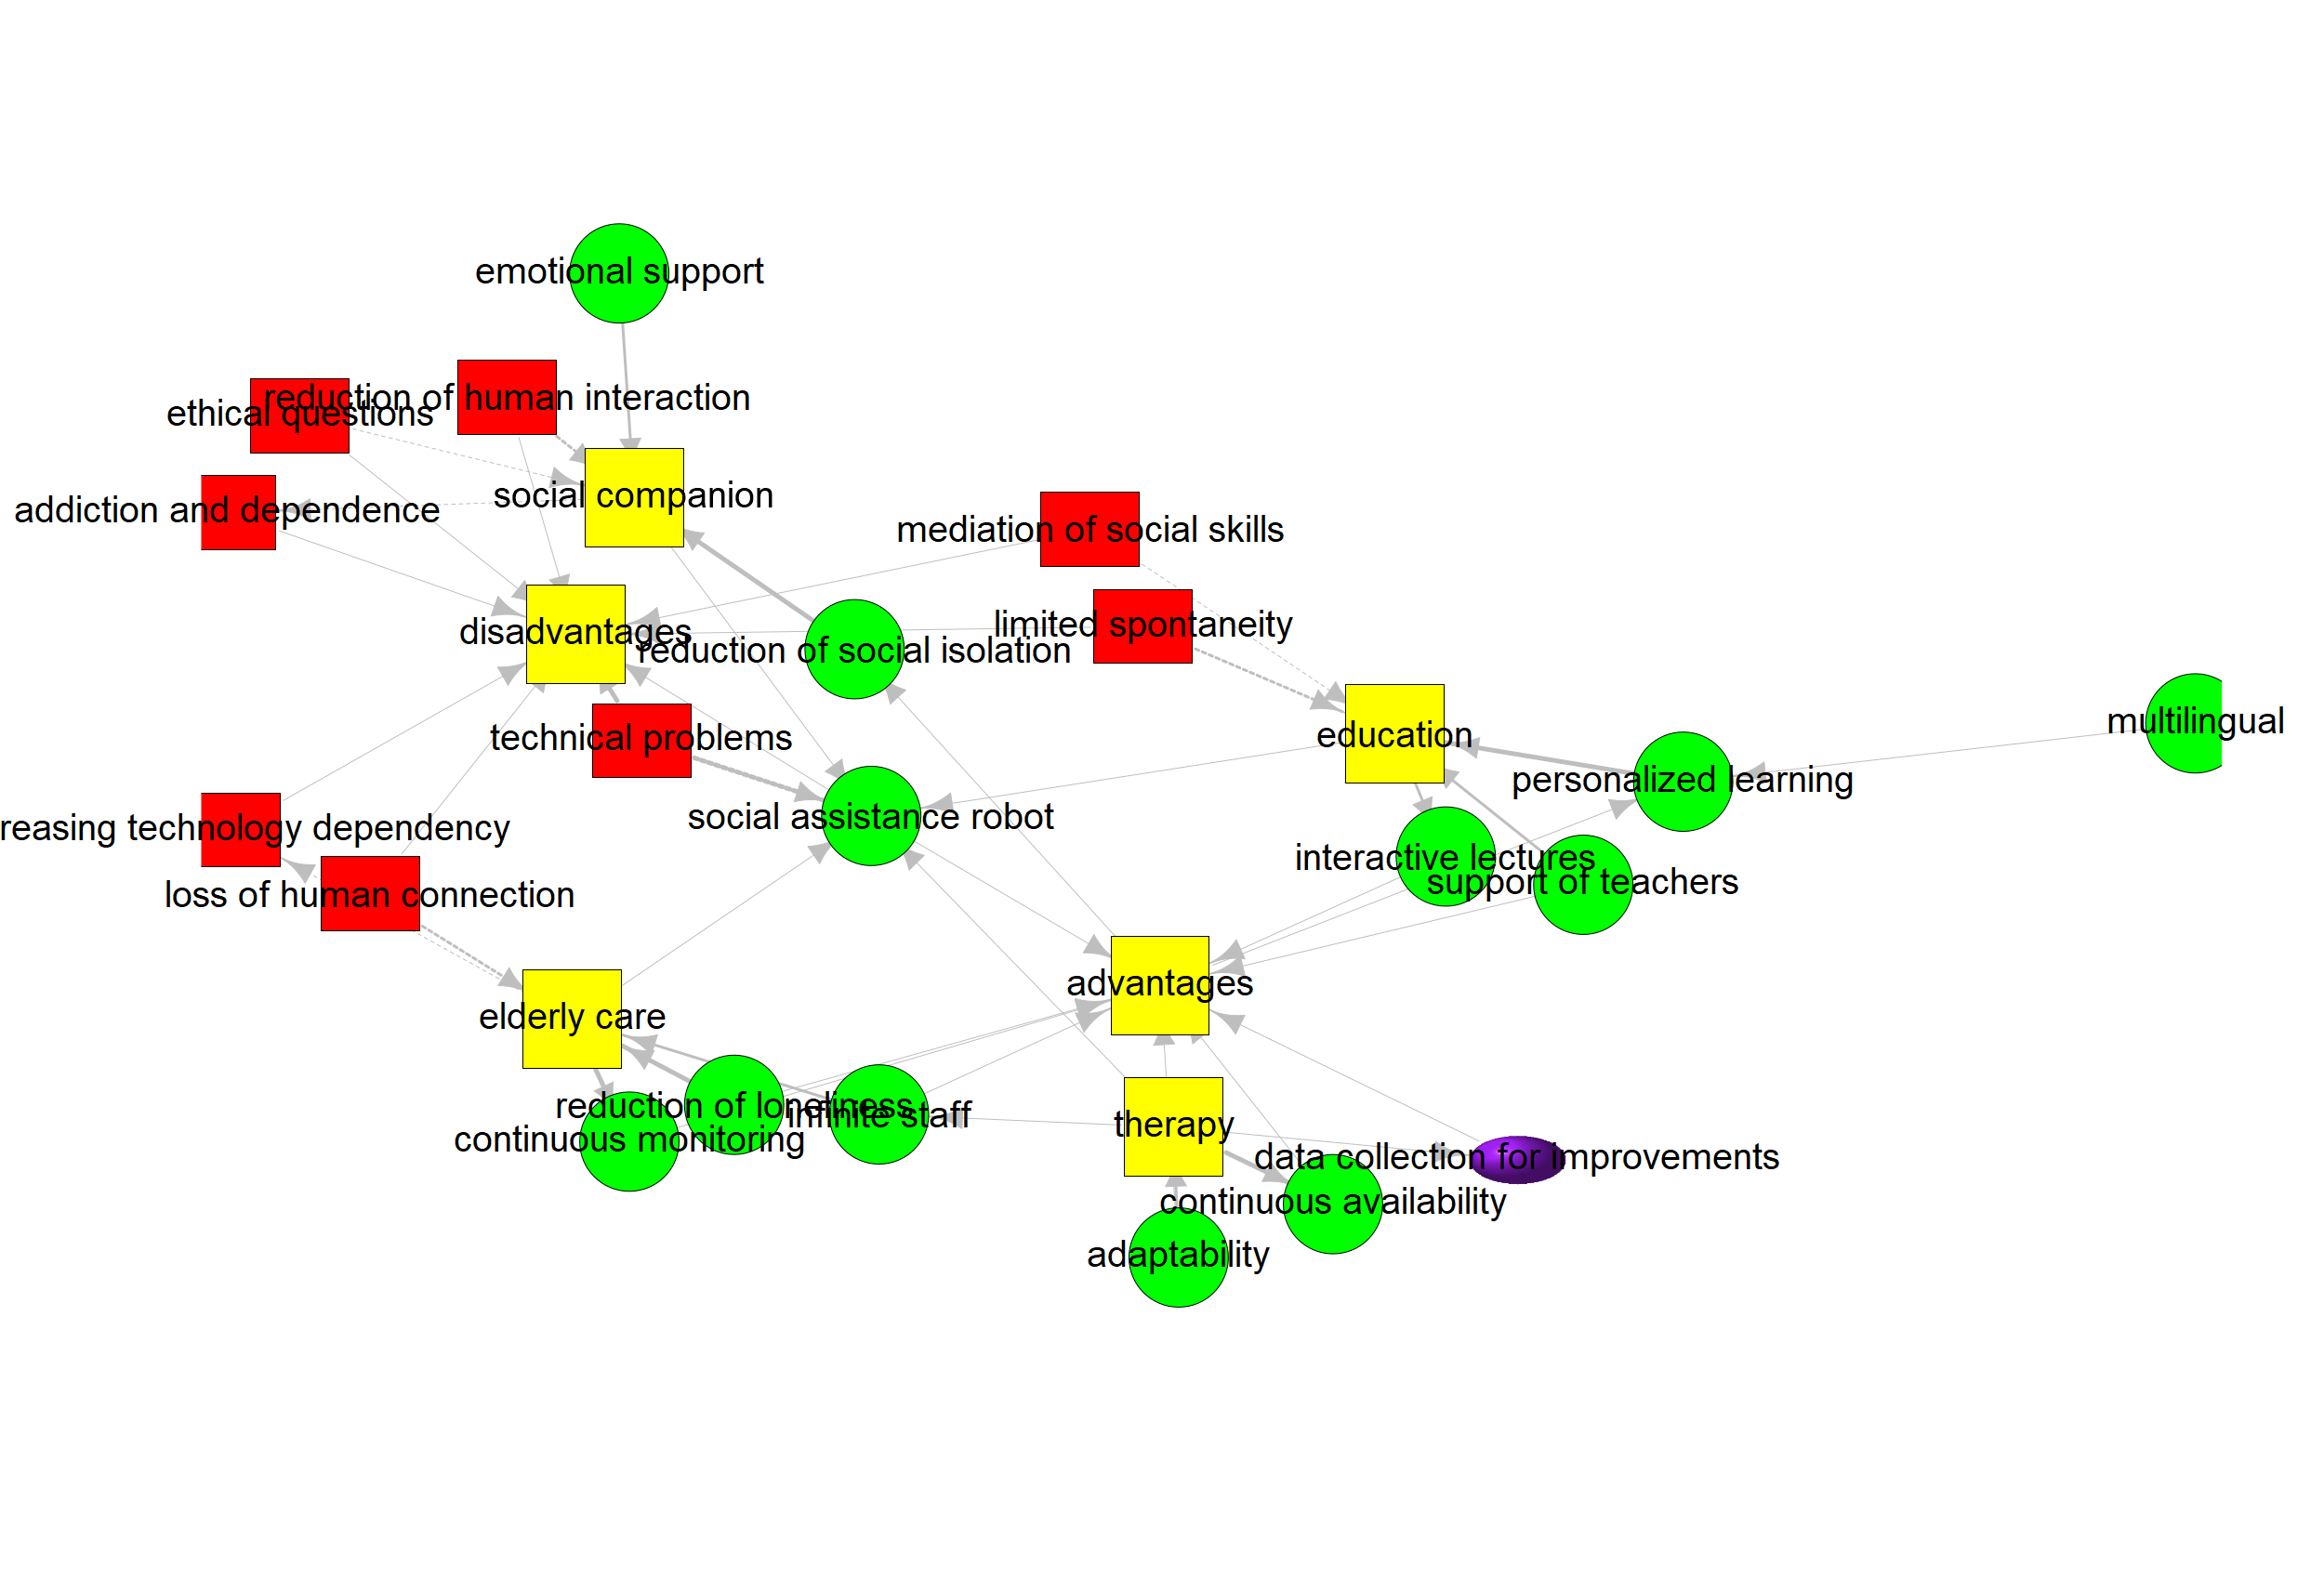 emotional support
reduction of human interaction
ethical questions
social companion
addiction and dependence
mediation of social skills
limited spontaneity
disadvantages
reduction of social isolation
multilingual
education
technical problems
personalized learning
social assistance robot
reasing technology dependency
interactive lectures
support of teachers
loss of human connection
advantages
elderly care
reduction of loneliness
infinite staff
therapy
continuous monitoring
data collection for improvements
continuous availability
adaptability